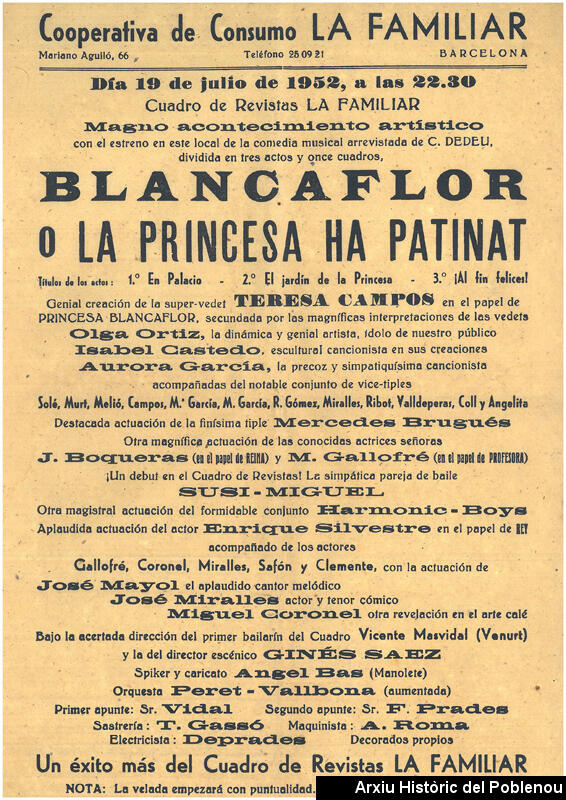 Cooperativa de Consumo LA FAMILIAR
Mariano Aguiló, 66 Teléfono 25 09 21 BARCELONA
Día 19 de julio de 1952, a las 22.30
Cuadro de Revistas LA FAMILIAR
Magno acontecimiento artístico
con el estreno en este local de la comedia musical arrevistada de C. DEDEU,
dividida en tres actos y once cuadros,
BLANCAFLOR
O LA PRINCESA HA PATINAT
Títulos de los actos: 1.º En Palacio - 2.º El jardín de la Princesa - 3.º ¡Al fin felices!
Genial creación de la super-vedet TERESA CAMPOS en el papel de
PRINCESA BLANCAFLOR, secundada por las magníficas interpretaciones de las vedets
Olga Ortiz, la dinámica y genial artista, ídolo de nuestro público
Isabel Castedo, escultural cancionista en sus creaciones
Aurora García, la precoz y simpatiquísima cancionista
acompañadas del notable conjunto de vice-tiples
Solé, Murt, Melió, Campos, M.ª García, M. García, R. Gómez, Miralles, Ribot, Valldeperas, Coll y Angelita
Destacada actuación de la finísima tiple Mercedes Brugués
Otra magnífica actuación de las conocidas actrices señoras
J. Boqueras (en el papel de REINA) y M. Gallofré (en el papel de PROFESORA)
¡Un debut en el Cuadro de Revistas! La simpática pareja de baile
SUSI-MIGUEL
Otra magistral actuación del formidable conjunto Harmonic-Boys
Aplaudida actuación del actor Enrique Silvestre en el papel de REY
acompañado de los actores
Gallofré, Coronel, Miralles, Safón y Clemente, con la actuación de
José Mayol el aplaudido cantor melódico
José Miralles actor y tenor cómico
Miguel Coronel otra revelación en el arte calé
Bajo la acertada dirección del primer bailarín del Cuadro Vicente Masvidal (Venurt)
y la del director escénico GINÉS SAEZ
Spiker y caricato Angel Bas (Manolete)
Orquesta Peret-Vallbona (aumentada)
Primer apunte: Sr. Vidal Segundo apunte: Sr. F. Prades
Sastrería: T. Gassó Maquinista: A. Roma
Electricista: Deprades Decorados propios
Un éxito más del Cuadro de Revistas LA FAMILIAR
NOTA: La velada empezará con puntualidad.
Arxiu Històric del Poblenou